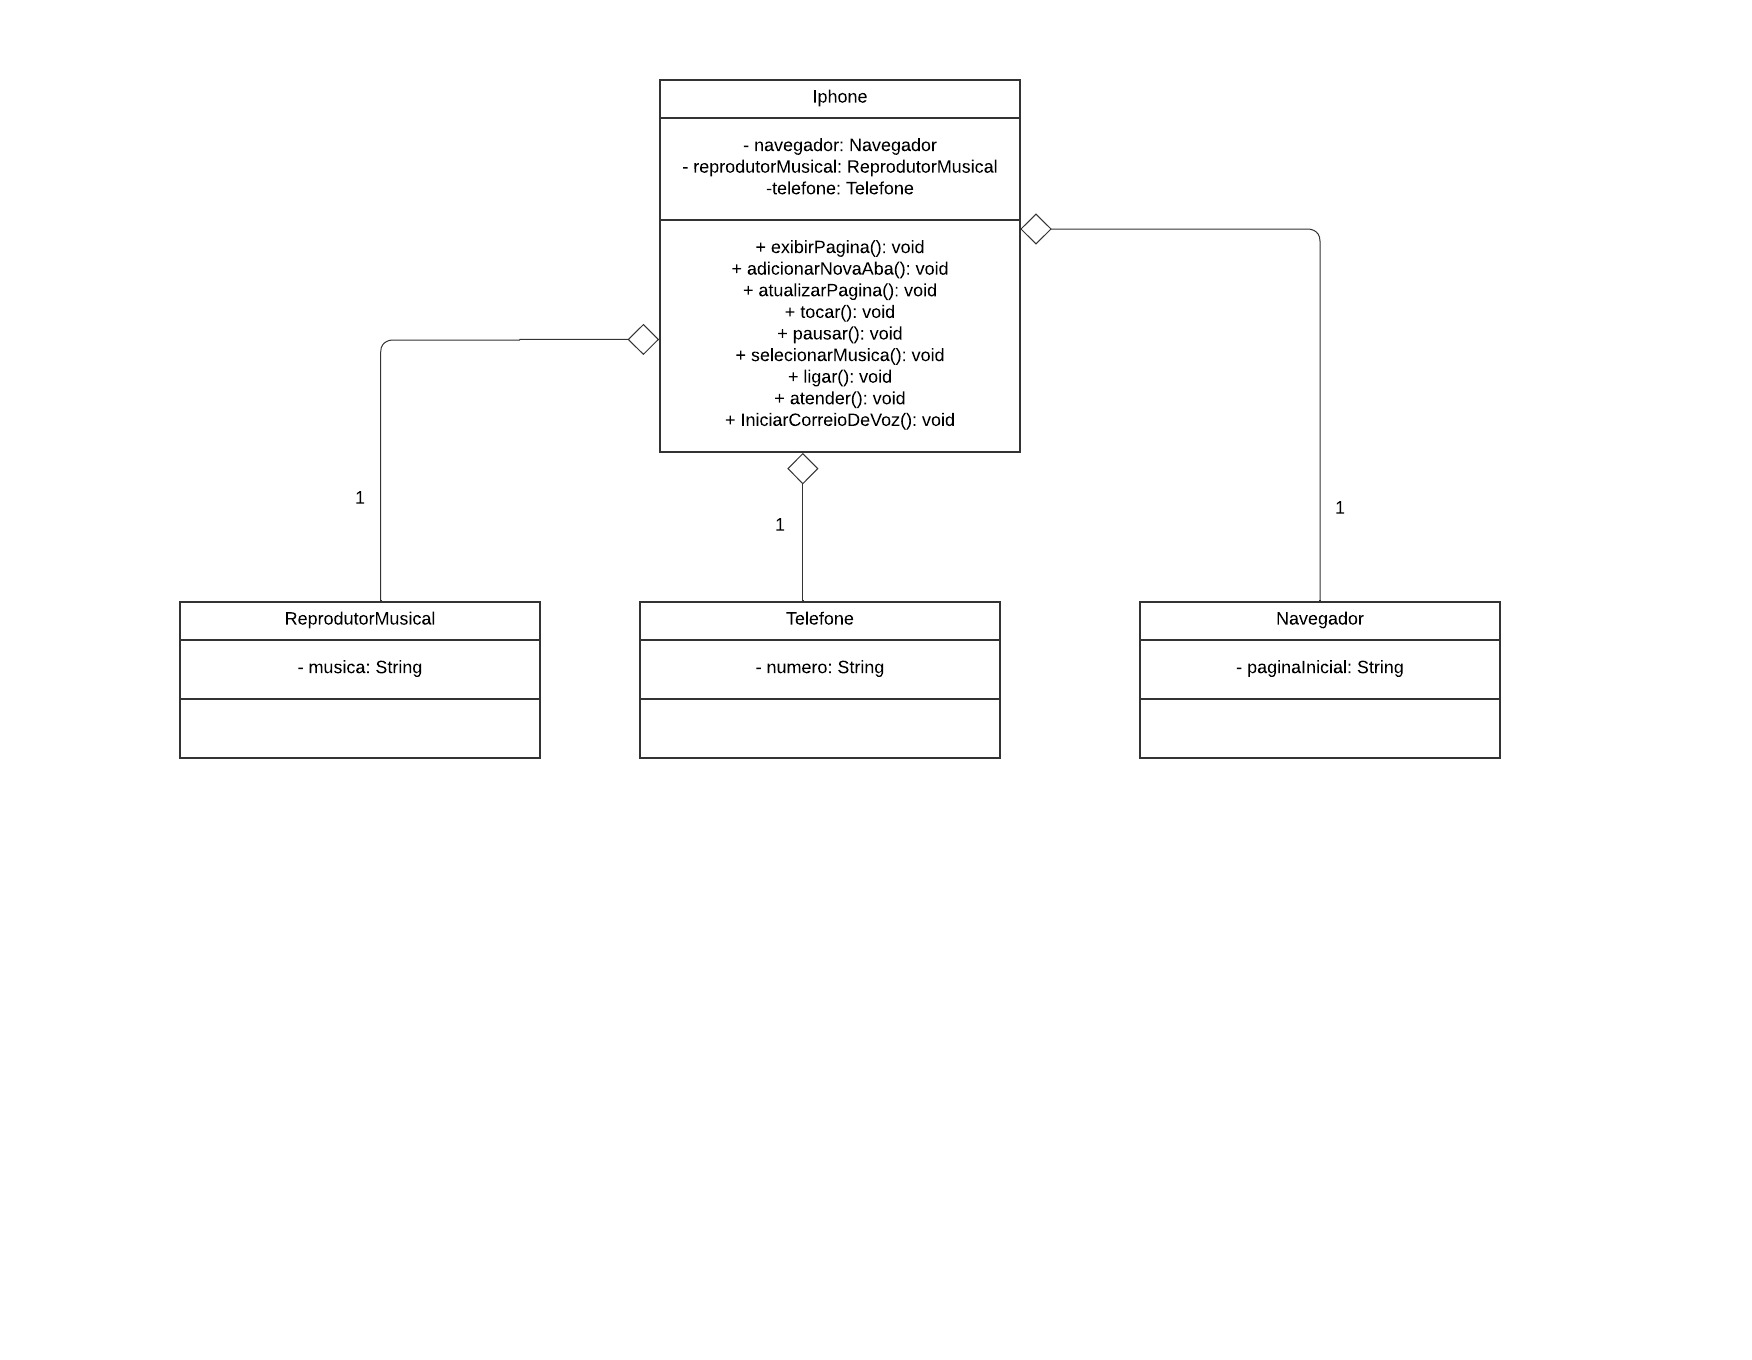 Iphone
- navegador: Navegador
- reprodutorMusical: ReprodutorMusical
-telefone: Telefone
+ exibirPagina(): void
+ adicionarNovaAba(): void
+ atualizarPagina(): void
+ tocar(): void
+ pausar(): void
+ selecionarMusica(): void
+ ligar(): void
+ atender(): void
+ IniciarCorreioDeVoz(): void
1
1
1
ReprodutorMusical
- musica: String
Telefone
- numero: String
Navegador
- paginaInicial: String